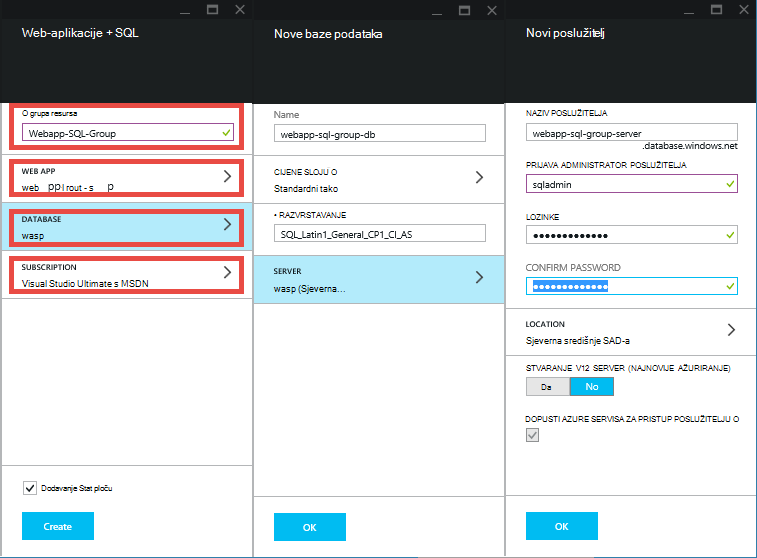 Web-aplikacije + SQL
O grupa resursa
Webapp-SQL-Group
WEB APP
web pp l rout - s p
DATABASE
wasp
SUBSCRIPTION
Visual Studio Ultimate s MSDN
Dodavanje Stat ploču
Create
Nove baze podataka
Name
webapp-sql-group-db
CIJENE SLOJU O
Standardni tako
• RAZVRSTAVANJE
SQL_Latin1_General_CP1_CI_AS
SERVER
wasp (Sjeverna...
OK
Novi poslužitelj
NAZIV POSLUŽITELJA
webapp-sql-group-server
.database.windows.net
PRIJAVA ADMINISTRATOR POSLUŽITELJA
sqladmin
LOZINKE
•••••••••••••
CONFIRM PASSWORD
•••••••••••••
LOCATION
Sjeverna središnje SAD-a
STVARANJE V12 SERVER (NAJNOVIJE AŽURIRANJE)
Da No
DOPUSTI AZURE SERVISA ZA PRISTUP POSLUŽITELJU O
OK